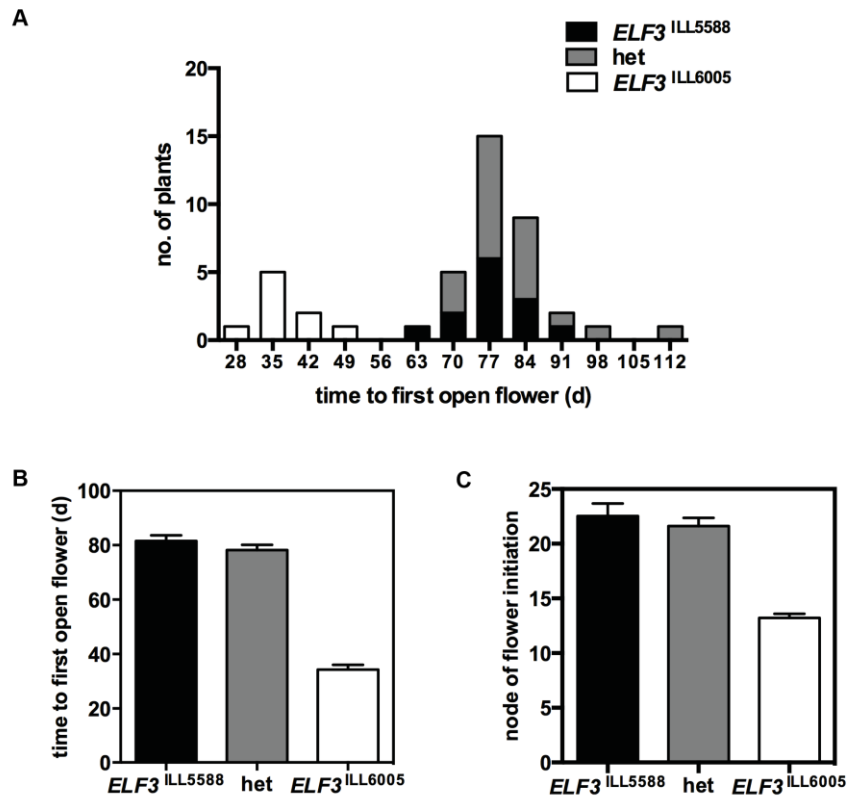 A
ELF3 ILL5588
het
ELF3 ILL6005
no. of plants
20
15
10
5
0
28 35 42 49 56 63 70 77 84 91 98 105 112
time to first open flower (d)
B
time to first open flower (d)
100
80
60
40
20
0
ELF3 ILL5588 het ELF3 ILL6005
C
node of flower initiation
25
20
15
10
5
0
ELF3 ILL5588 het ELF3 ILL6005